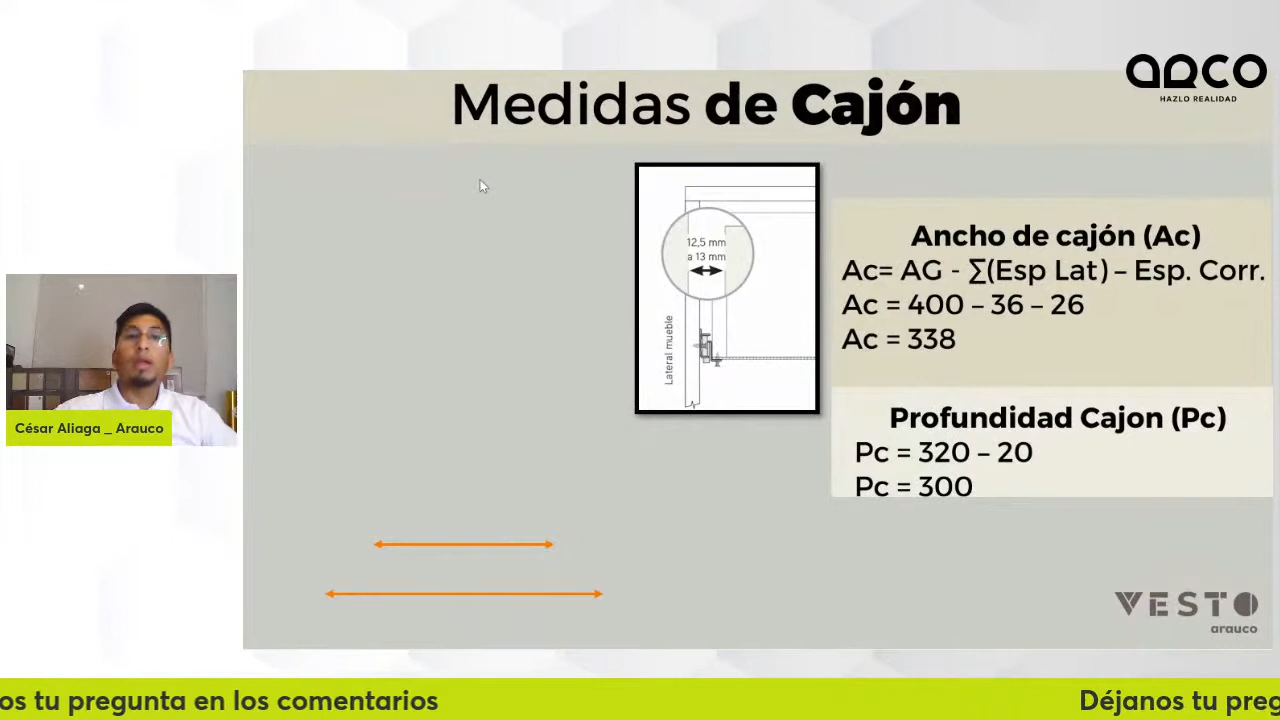 ARCO
HAZLO REALIDAD
Medidas de Cajón
12,5 mm
a 13 mm
Lateral mueble
Ancho de cajón (Ac)
Ac= AG - ∑(Esp Lat) – Esp. Corr.
Ac = 400 – 36 – 26
Ac = 338
Profundidad Cajon (Pc)
Pc = 320 – 20
Pc = 300
César Aliaga _ Arauco
VESTO
arauco
os tu pregunta en los comentarios
Déjanos tu preg